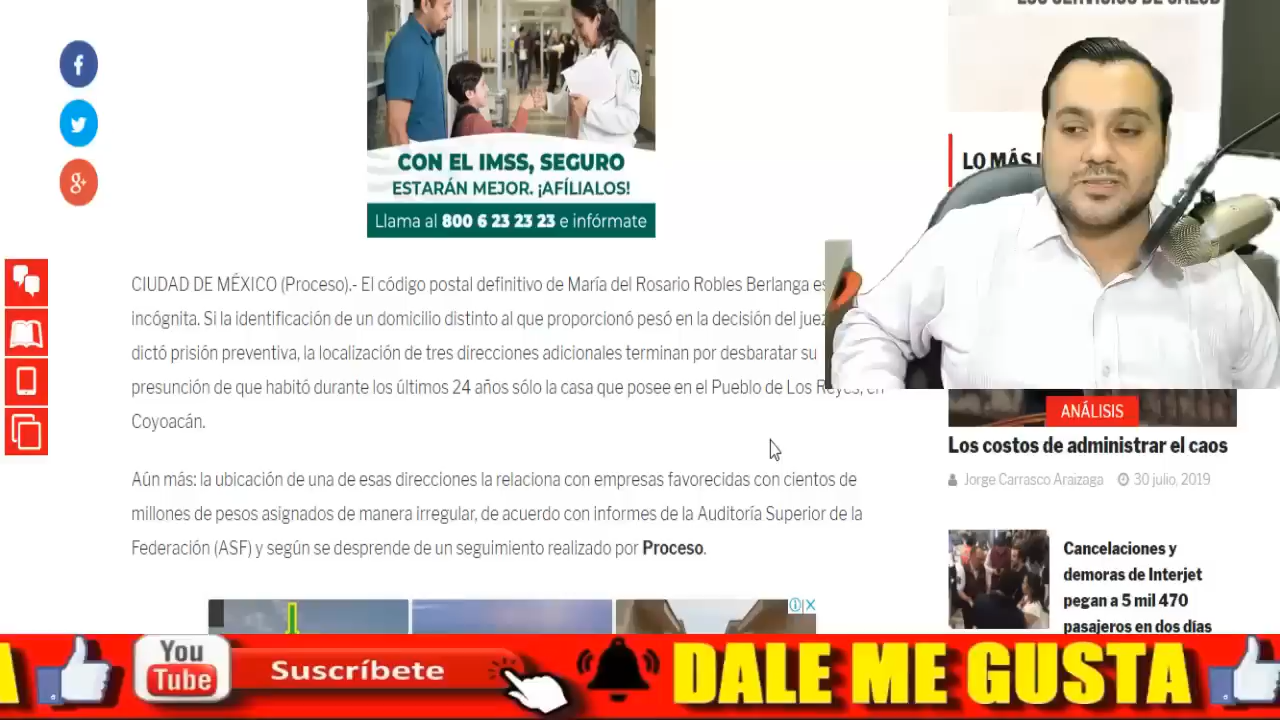 LOS SERVICIOS DE SALUD
f
CON EL IMSS, SEGURO
ESTARÁN MEJOR. ¡AFÍLIALOS!
Llama al 800 6 23 23 23 e infórmate
g+
LO MÁS
CIUDAD DE MÉXICO (Proceso).- El código postal definitivo de María del Rosario Robles Berlanga
incógnita. Si la identificación de un domicilio distinto al que proporcionó pesó en la decisión del juez
dictó prisión preventiva, la localización de tres direcciones adicionales terminan por desbaratar su
presunción de que habitó durante los últimos 24 años sólo la casa que posee en el Pueblo de Los Reyes, en
Coyoacán.
Aún más: la ubicación de una de esas direcciones la relaciona con empresas favorecidas con cientos de
millones de pesos asignados de manera irregular, de acuerdo con informes de la Auditoría Superior de la
Federación (ASF) y según se desprende de un seguimiento realizado por Proceso.
ANÁLISIS
Los costos de administrar el caos
Jorge Carrasco Araizaga 30 julio, 2019
Cancelaciones y
demoras de Interjet
pegan a 5 mil 470
pasajeros en dos días
A
You
Tube
Suscríbete
DALE ME GUSTA